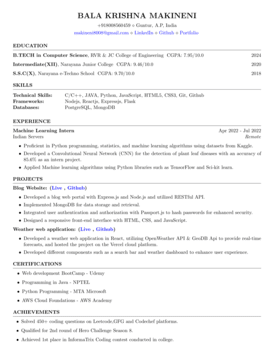 BALA KRISHNA MAKINENI
Guntur, A.P, India
LinkedIn Github Portfolio
EDUCATION
B.TECH in Computer Science, RVR & JC College of Engineering CGPA: 7.95/10.0 2024
Intermediate(XII), Narayana Junior College CGPA: 9.46/10.0 2020
S.S.C(X), Narayana e-Techno School CGPA: 9.70/10.0 2018
SKILLS
Technical Skills: C/C++, JAVA, Python, JavaScript, HTML5, CSS3, Git, Github
Frameworks: Nodejs, Reactjs, Expressjs, Flask
Databases: PostgreSQL, MongoDB
EXPERIENCE
Machine Learning Intern Apr 2022 - Jul 2022
Indian Servers Remote
• Proficient in Python programming, statistics, and machine learning algorithms using datasets from Kaggle.
• Developed a Convolutional Neural Network (CNN) for the detection of plant leaf diseases with an accuracy of
85.6% as an intern project.
• Applied Machine learning algorithms using Python libraries such as TensorFlow and Sci-kit learn.
PROJECTS
Blog Website: (Live , Github)
• Developed a blog web portal with Express.js and Node.js and utilized RESTful API.
• Implemented MongoDB for data storage and retrieval.
• Integrated user authentication and authorisation with Passport.js to hash passwords for enhanced security.
• Designed a responsive front-end interface with HTML, CSS, and JavaScript.
Weather web application: (Live , Github)
• Developed a weather web application in React, utilizing OpenWeather API & GeoDB Api to provide real-time
forecasts, and hosted the project on the Vercel cloud platform.
• Developed different components such as a search bar and weather dashboard to enhance user experience.
CERTIFICATIONS
• Web development BootCamp - Udemy
• Programming in Java - NPTEL
• Python Programming - MTA Microsoft
• AWS Cloud Foundations - AWS Academy
ACHIEVEMENTS
• Solved 450+ coding questions on Leetcode,GFG and Codechef platforms.
• Qualified for 2nd round of Hero Challenge Season 8.
• Achieved 1st place in InformaTrix Coding contest conducted in college.